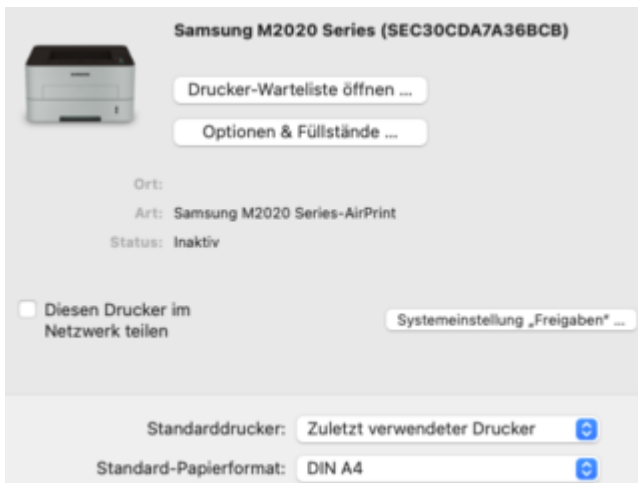 Samsung M2020 Series (SEC30CDA7A36BCB)
Drucker-Warteliste öffnen ...
Optionen & Füllstände ...
Ort:
Art: Samsung M2020 Series-AirPrint
Status: Inaktiv
Diesen Drucker im
Netzwerk teilen
Systemeinstellung „Freigaben“ ...
Standarddrucker: Zuletzt verwendeter Drucker
Standard-Papierformat: DIN A4